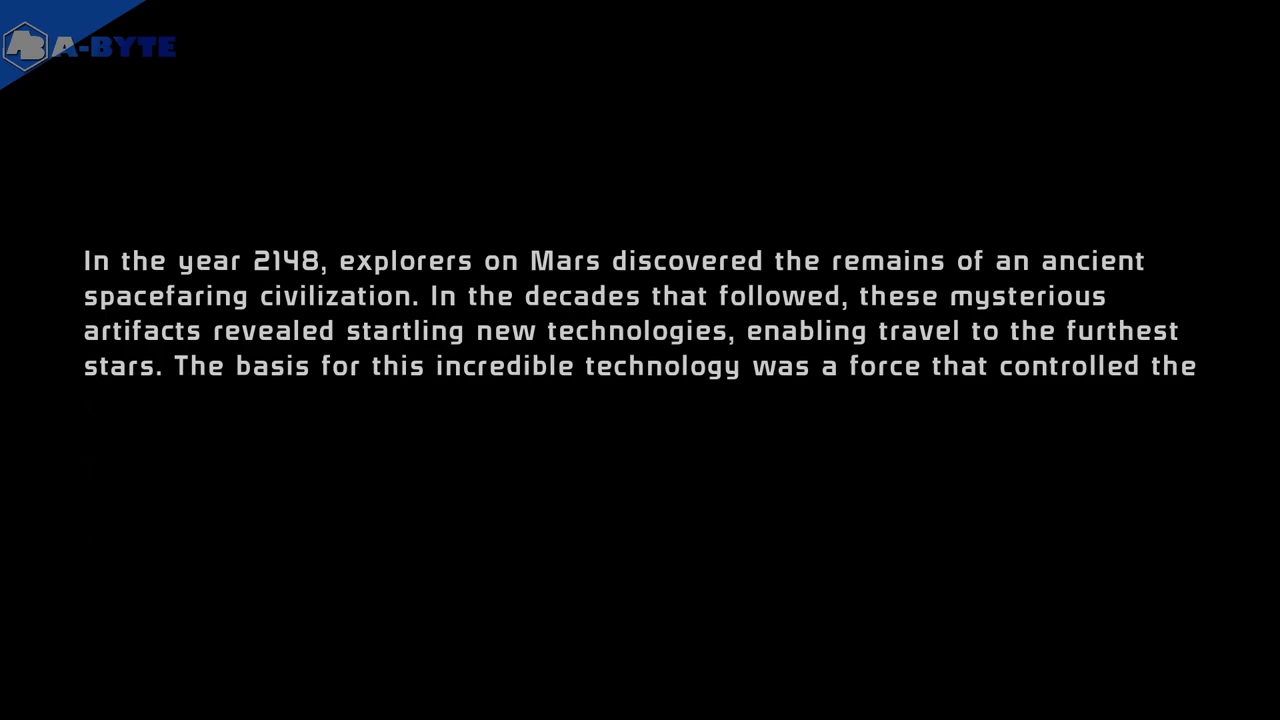 A-BYTE
In the year 2148, explorers on Mars discovered the remains of an ancient
spacefaring civilization. In the decades that followed, these mysterious
artifacts revealed startling new technologies, enabling travel to the furthest
stars. The basis for this incredible technology was a force that controlled the